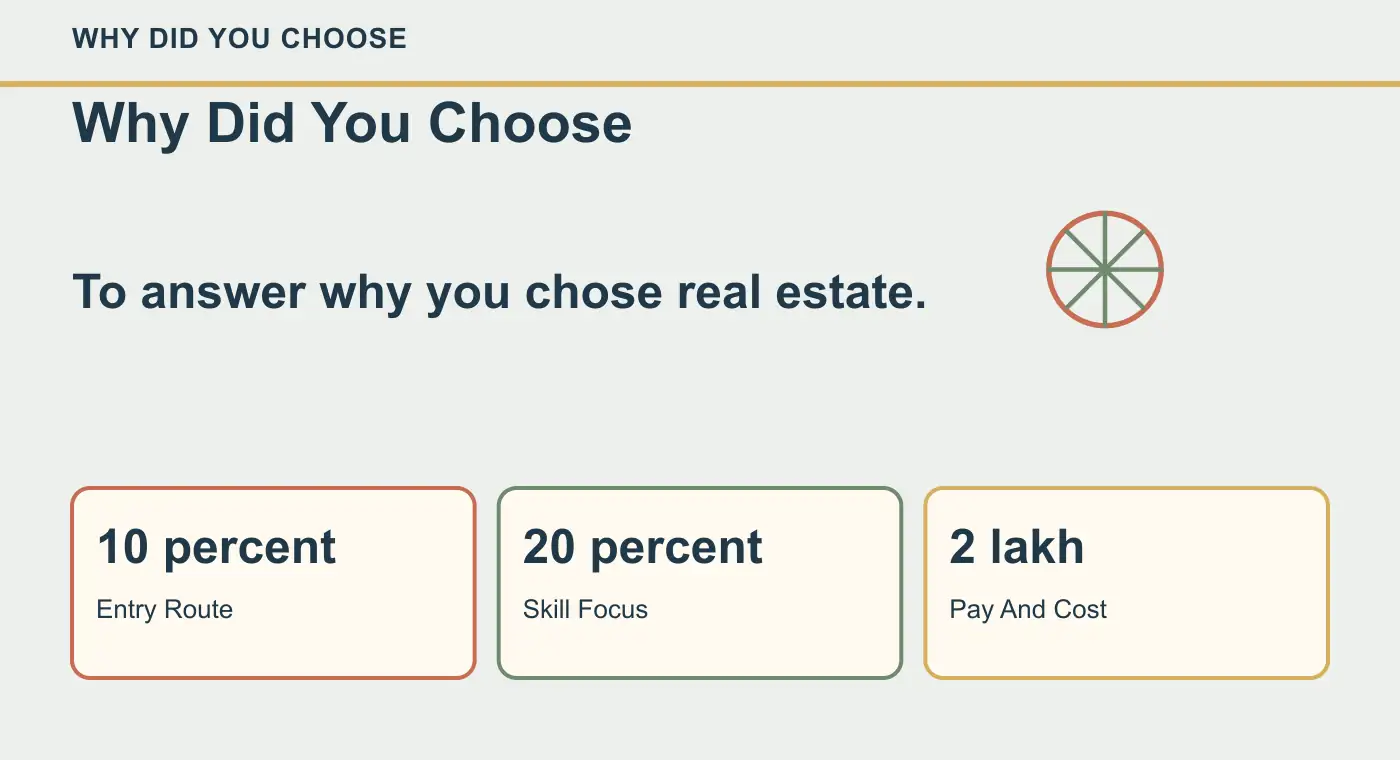 WHY DID YOU CHOOSE
Why Did You Choose
To answer why you chose real estate.
10 percent
Entry Route
20 percent
Skill Focus
2 lakh
Pay And Cost